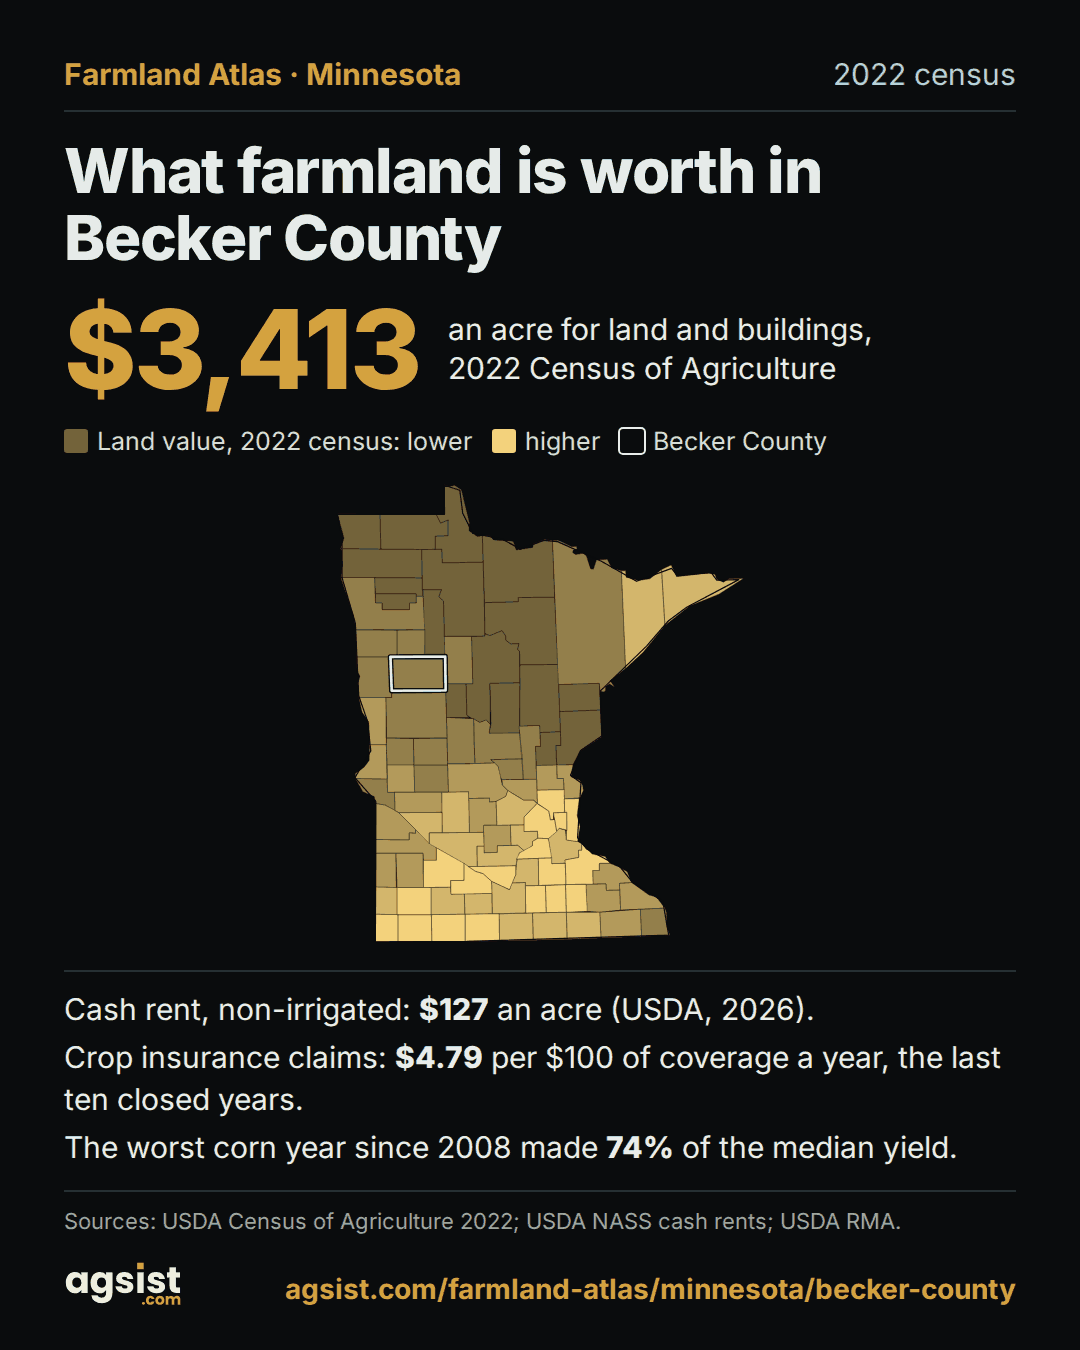 Farmland Atlas · Minnesota
2022 census
What farmland is worth in
Becker County
$3,413
an acre for land and buildings,
2022 Census of Agriculture
Land value, 2022 census: lower
higher
Becker County
Cash rent, non-irrigated: $127 an acre (USDA, 2026).
Crop insurance claims: $4.79 per $100 of coverage a year, the last
ten closed years.
The worst corn year since 2008 made 74% of the median yield.
Sources: USDA Census of Agriculture 2022; USDA NASS cash rents; USDA RMA.
agsist
.com
agsist.com/farmland-atlas/minnesota/becker-county